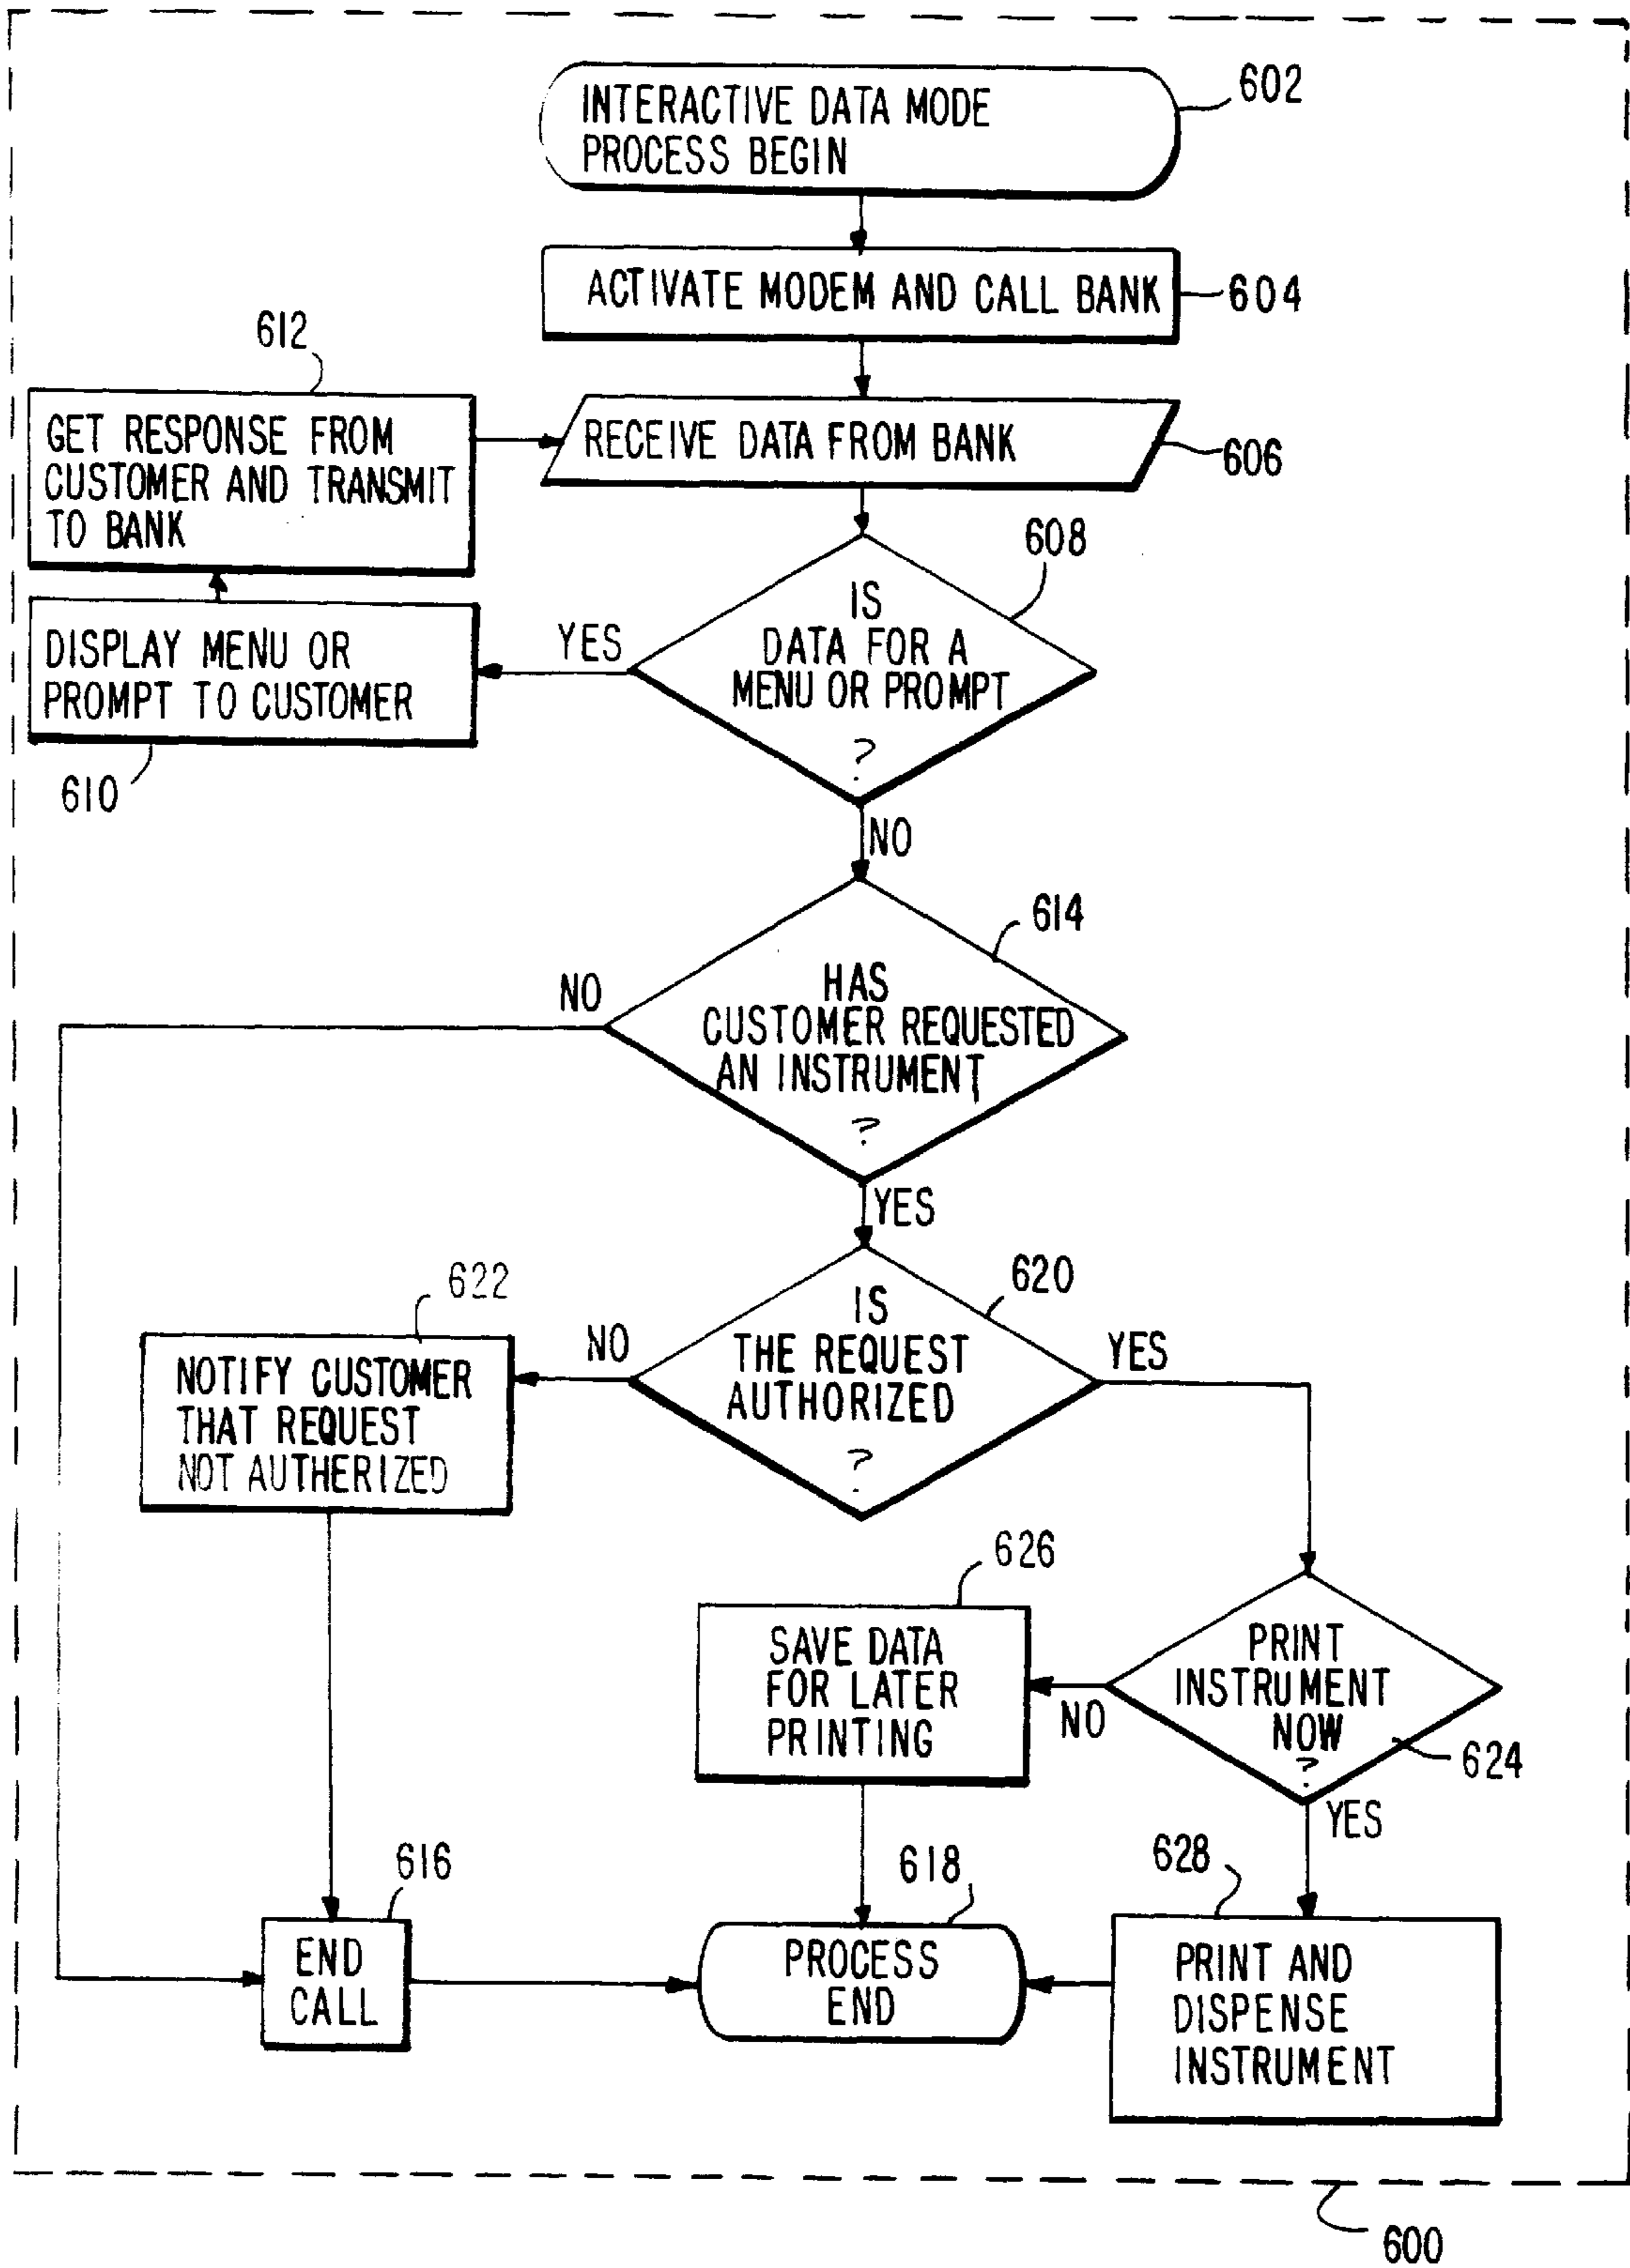 INTERACTIVE DATA MODE
PROCESS BEGIN
602
ACTIVATE MODEM AND CALL BANK
604
612
GET RESPONSE FROM
CUSTOMER AND TRANSMIT
TO BANK
RECEIVE DATA FROM BANK
606
608
IS
DATA FOR A
MENU OR PROMPT
?
YES
DISPLAY MENU OR
PROMPT TO CUSTOMER
610
NO
614
HAS
CUSTOMER REQUESTED
AN INSTRUMENT
?
NO
YES
620
IS
THE REQUEST
AUTHORIZED
?
NO
YES
622
NOTIFY CUSTOMER
THAT REQUEST
NOT AUTHERIZED
626
SAVE DATA
FOR LATER
PRINTING
PRINT
INSTRUMENT
NOW
?
NO
624
YES
616
END
CALL
618
PROCESS
END
628
PRINT AND
DISPENSE
INSTRUMENT
600